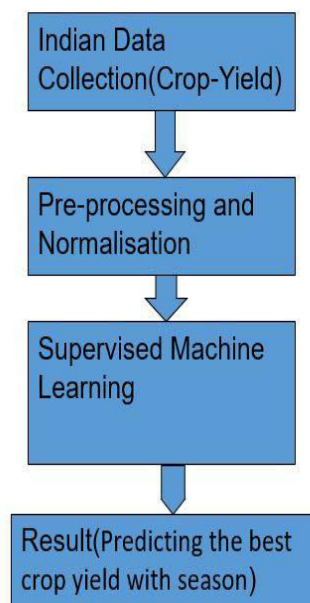 Indian Data
Collection(Crop-Yield)
Pre-processing and
Normalisation
Supervised Machine
Learning
Result(Predicting the best
crop yield with season)